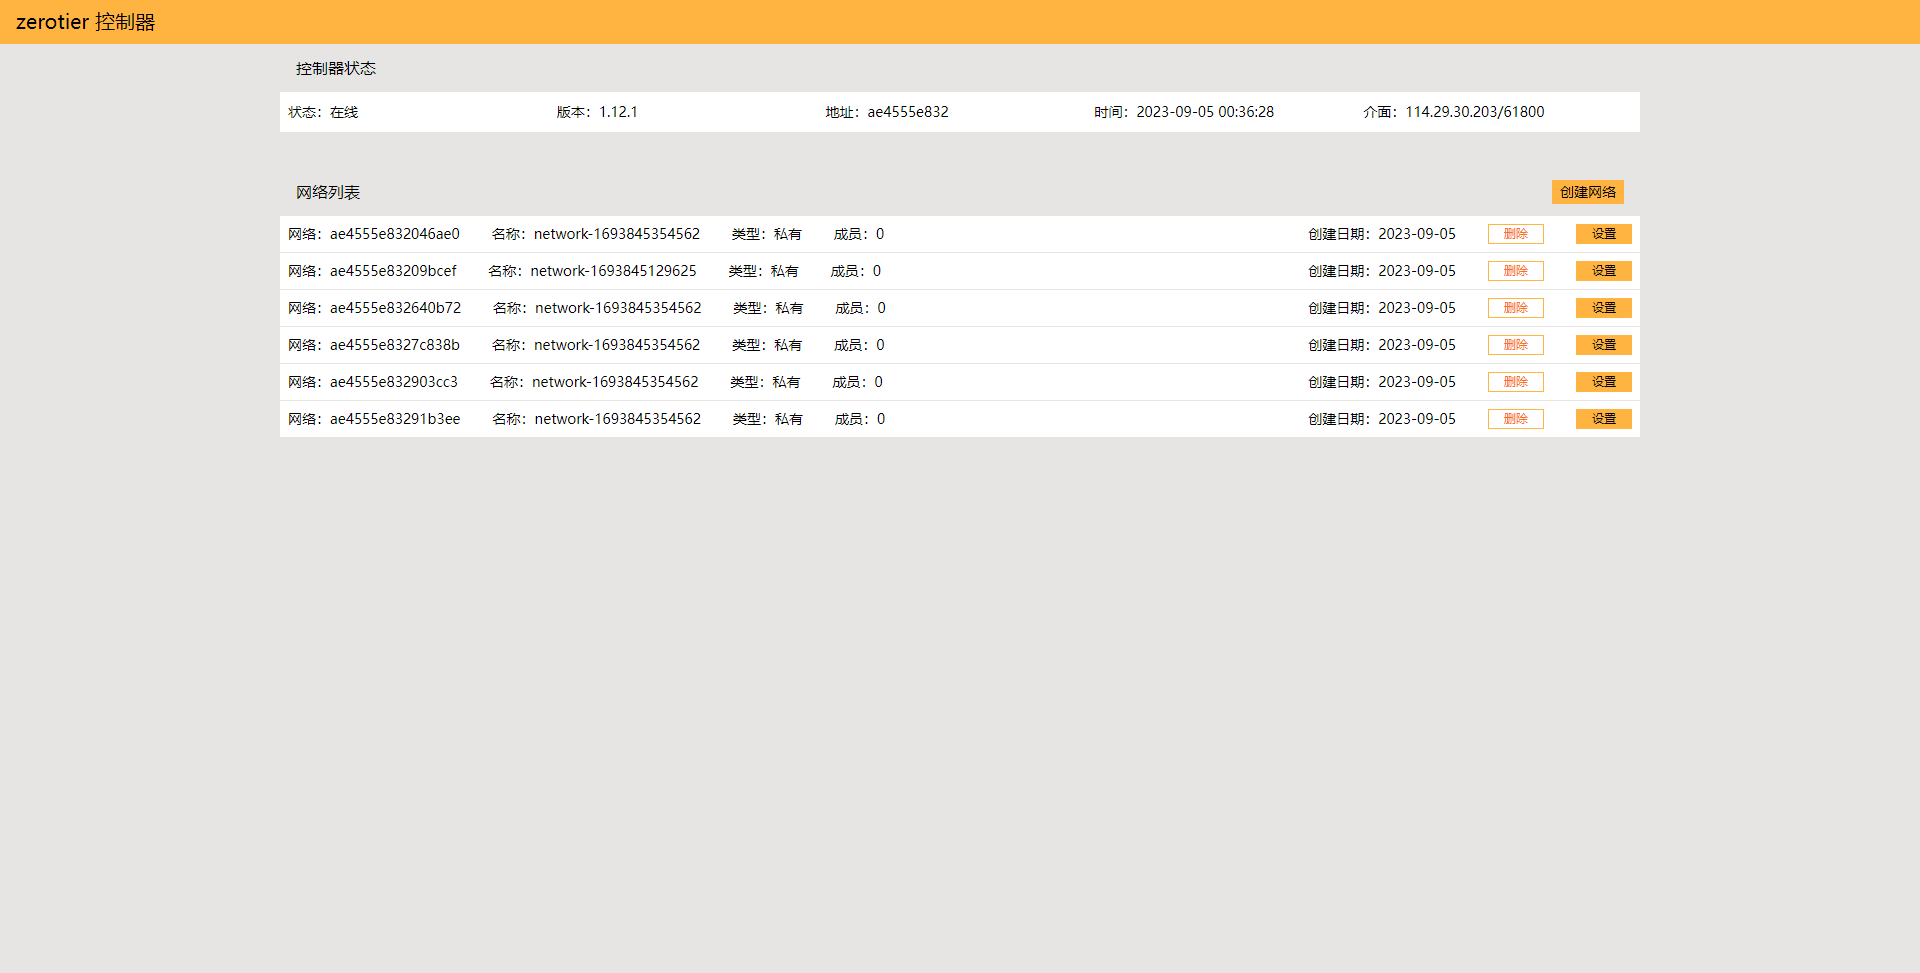 zerotier 控制器
控制器状态
状态：在线 版本：1.12.1 地址：ae4555e832 时间：2023-09-05 00:36:28 介面：114.29.30.203/61800
网络列表 创建网络
网络：ae4555e832046ae0 名称：network-1693845354562 类型：私有 成员：0 创建日期：2023-09-05 删除 设置
网络：ae4555e83209bcef 名称：network-1693845129625 类型：私有 成员：0 创建日期：2023-09-05 删除 设置
网络：ae4555e832640b72 名称：network-1693845354562 类型：私有 成员：0 创建日期：2023-09-05 删除 设置
网络：ae4555e8327c838b 名称：network-1693845354562 类型：私有 成员：0 创建日期：2023-09-05 删除 设置
网络：ae4555e832903cc3 名称：network-1693845354562 类型：私有 成员：0 创建日期：2023-09-05 删除 设置
网络：ae4555e83291b3ee 名称：network-1693845354562 类型：私有 成员：0 创建日期：2023-09-05 删除 设置